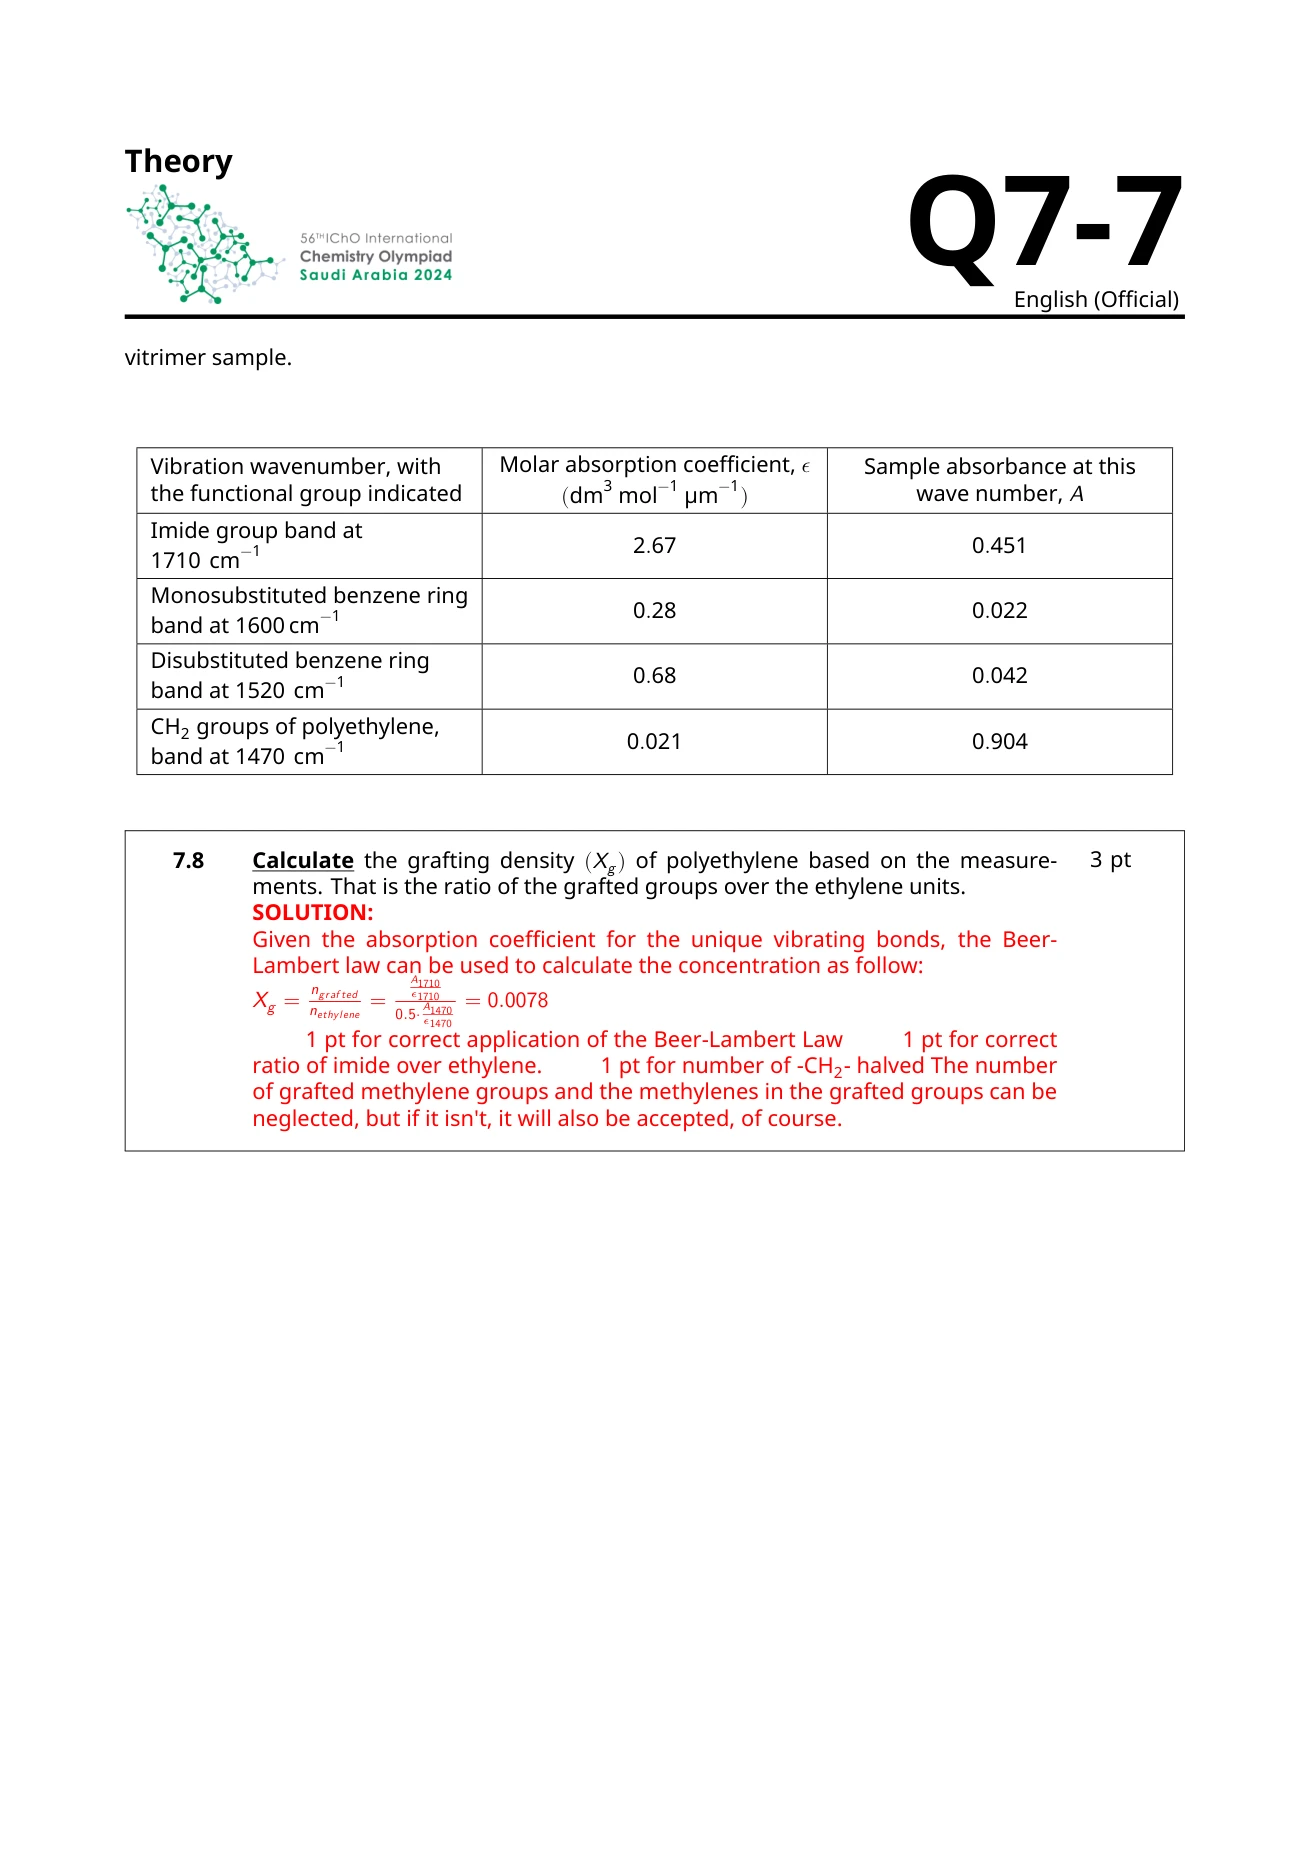 Theory
56THIChO International
Chemistry Olympiad
Saudi Arabia 2024
Q7-7
English (Official)
vitrimer sample.
Vibration wavenumber, with the functional group indicated | Molar absorption coefficient, ϵ (dm³ mol⁻¹ µm⁻¹) | Sample absorbance at this wave number, A
Imide group band at 1710 cm⁻¹ | 2.67 | 0.451
Monosubstituted benzene ring band at 1600 cm⁻¹ | 0.28 | 0.022
Disubstituted benzene ring band at 1520 cm⁻¹ | 0.68 | 0.042
CH₂ groups of polyethylene, band at 1470 cm⁻¹ | 0.021 | 0.904
7.8 Calculate the grafting density (X_g) of polyethylene based on the measure- 3 pt
ments. That is the ratio of the grafted groups over the ethylene units.
SOLUTION:
Given the absorption coefficient for the unique vibrating bonds, the Beer-
Lambert law can be used to calculate the concentration as follow:
X_g = n_grafted / n_ethylene = (A_1710/ϵ_1710) / (0.5·A_1470/ϵ_1470) = 0.0078
1 pt for correct application of the Beer-Lambert Law 1 pt for correct
ratio of imide over ethylene. 1 pt for number of -CH₂- halved The number
of grafted methylene groups and the methylenes in the grafted groups can be
neglected, but if it isn't, it will also be accepted, of course.